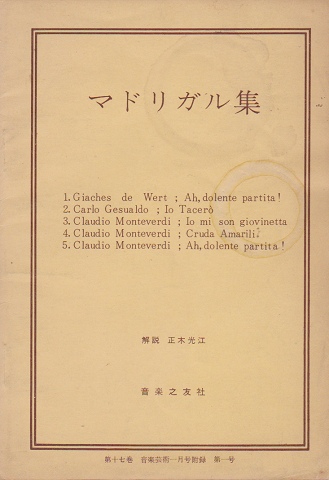 マドリガル集
1. Giaches de Wert ; Ah, dolente partita!
2. Carlo Gesualdo ; Io Tacerò
3. Claudio Monteverdi ; Io mi son giovinetta
4. Claudio Monteverdi ; Cruda Amarilli
5. Claudio Monteverdi ; Ah, dolente partita!
解説 正木光江
音楽之友社
第十七巻 音楽芸術一月号附録 第一号